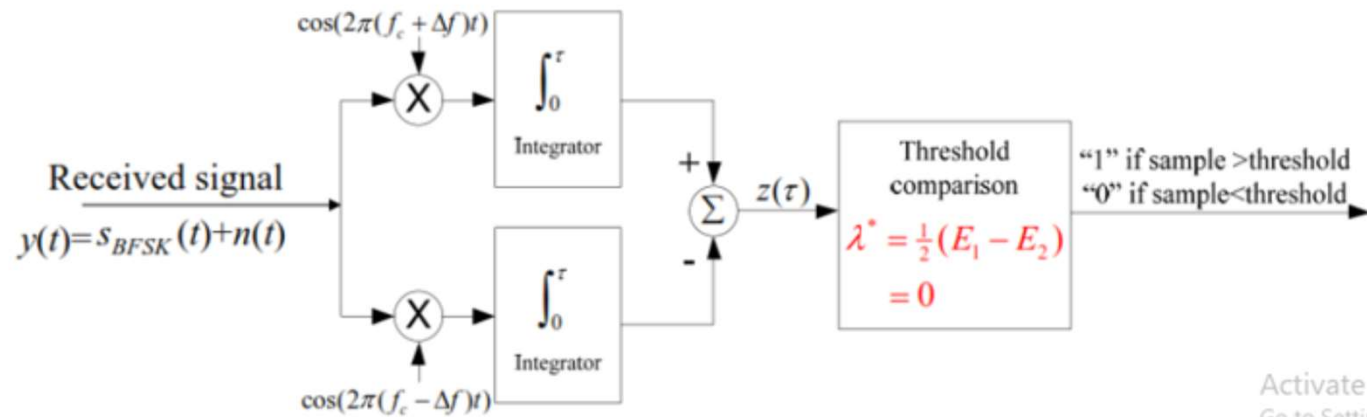 cos(2π(f_c + Δf)t)
X
∫_0^τ
Integrator
Received signal
y(t)=s_BFSK(t)+n(t)
+
Σ
-
z(τ)
Threshold
comparison
λ* = ½(E_1 − E_2)
= 0
“1” if sample >threshold
“0” if sample<threshold
X
∫_0^τ
Integrator
cos(2π(f_c − Δf)t)
Activate